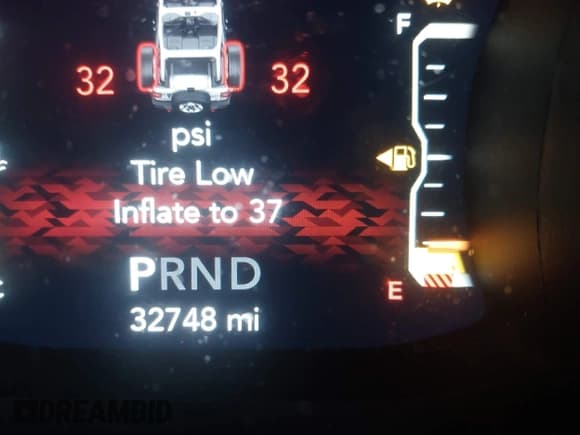 F
32 32
psi
Tire Low
Inflate to 37
PRND
E
32748 mi
DREAMBID